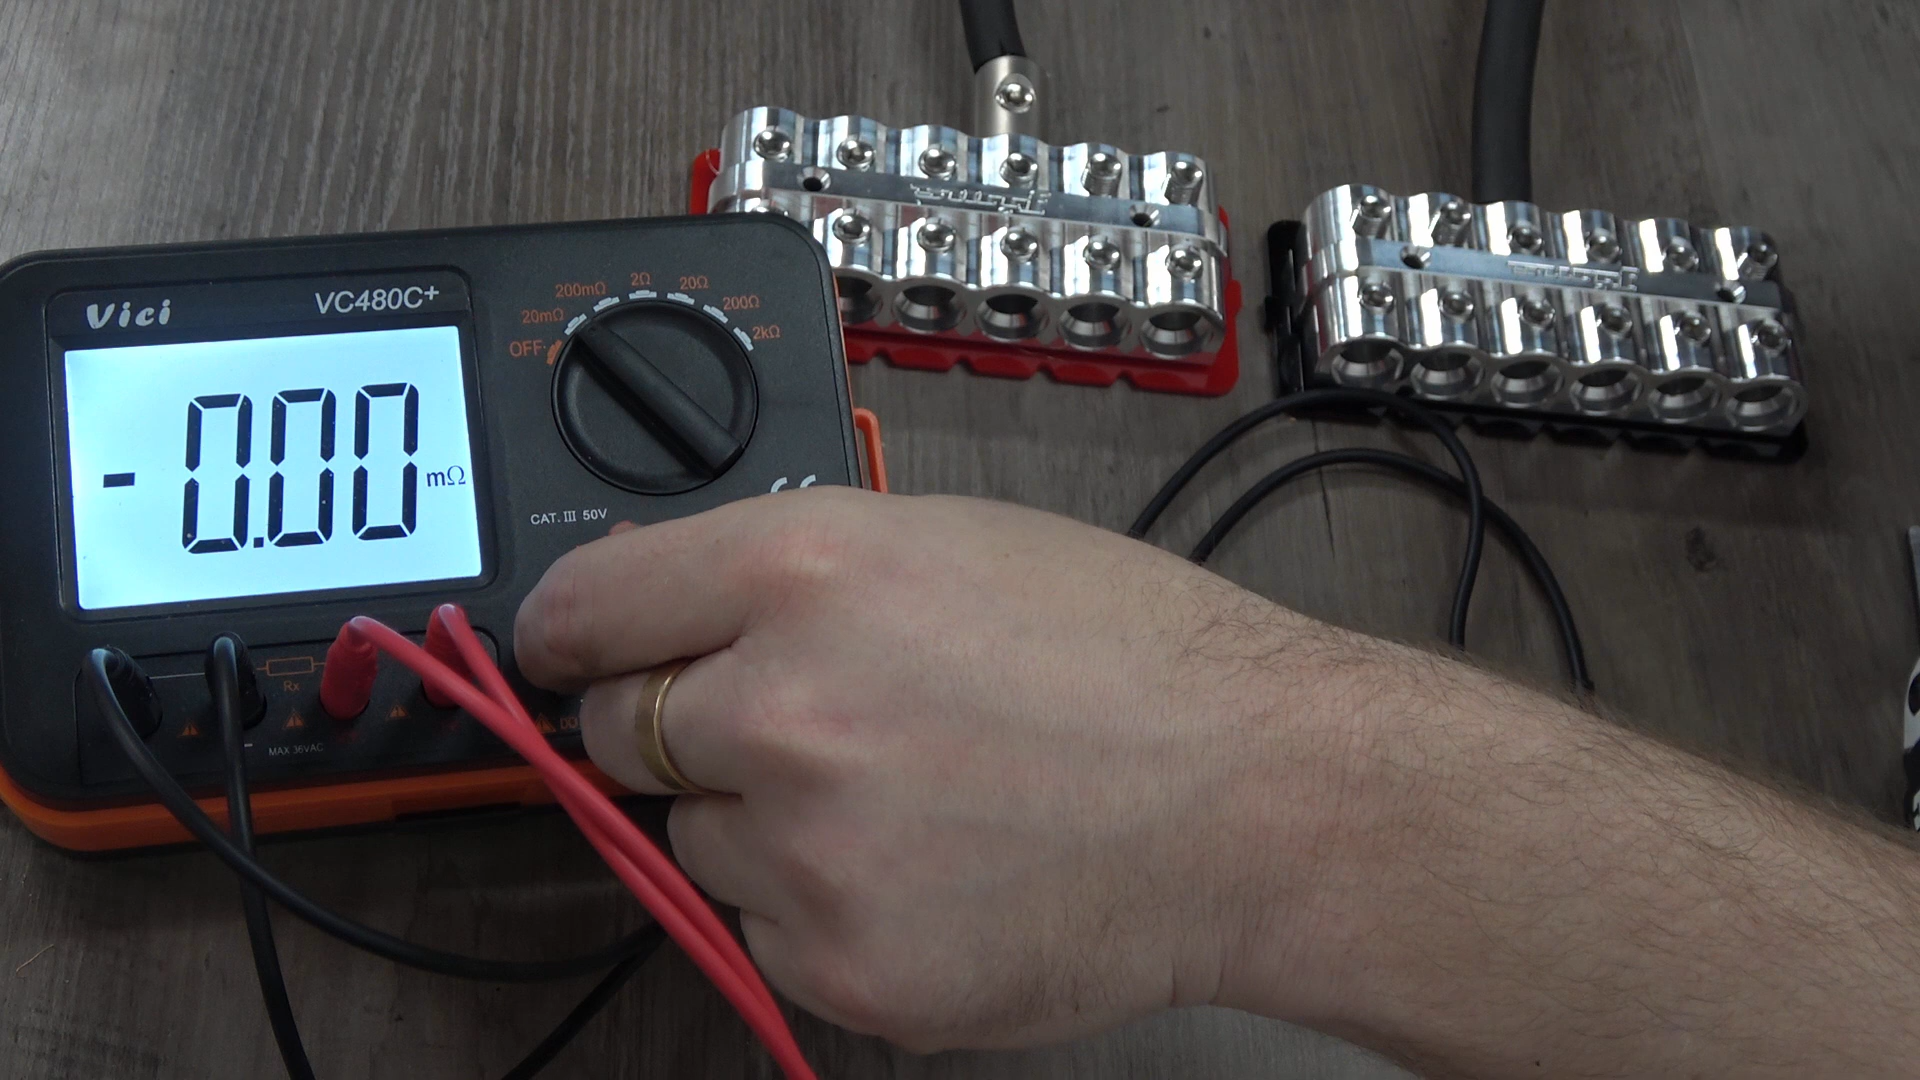 Vici
VC480C+
-0.00
mΩ
OFF
20mΩ
200mΩ
2Ω
20Ω
200Ω
2kΩ
CAT. III 50V
Rx
MAX 36VAC